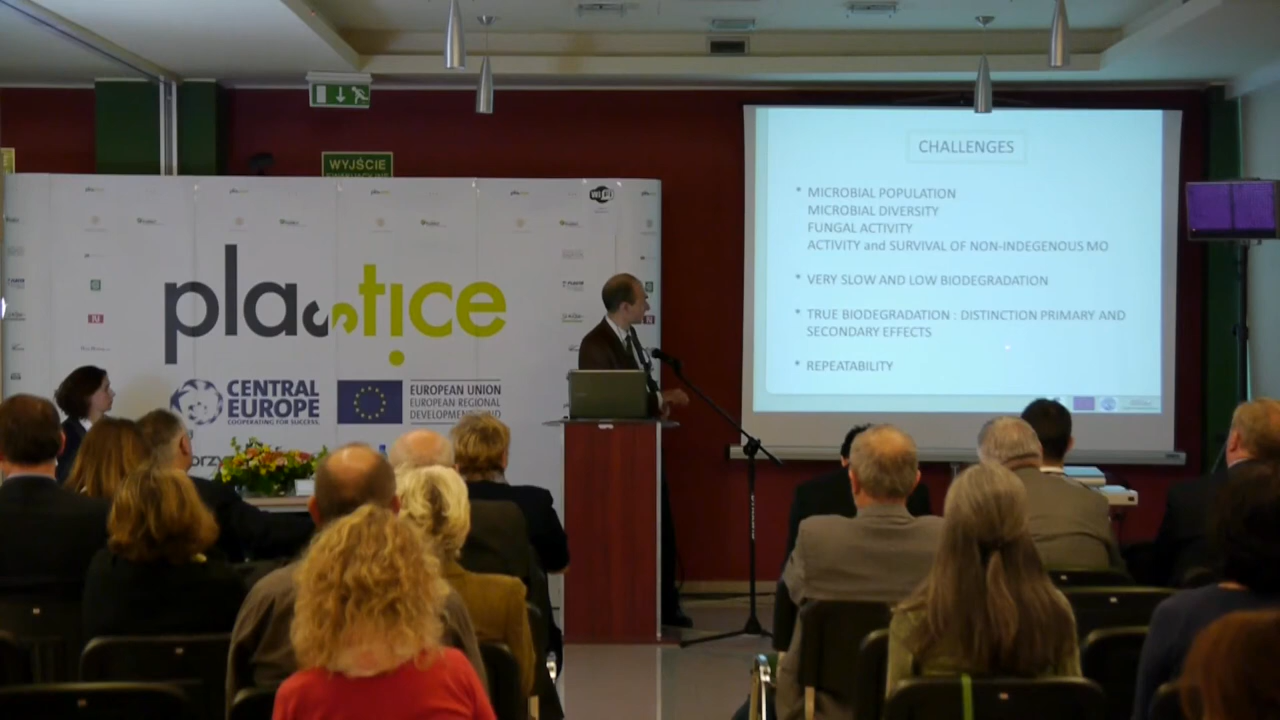 WYJŚCIE
WiFi
plastice
CENTRAL
EUROPE
COOPERATING FOR SUCCESS.
EUROPEAN UNION
EUROPEAN REGIONAL
DEVELOPMENT FUND
CHALLENGES
* MICROBIAL POPULATION
MICROBIAL DIVERSITY
FUNGAL ACTIVITY
ACTIVITY and SURVIVAL OF NON-INDEGENOUS MO
* VERY SLOW AND LOW BIODEGRADATION
* TRUE BIODEGRADATION : DISTINCTION PRIMARY AND
SECONDARY EFFECTS
* REPEATABILITY